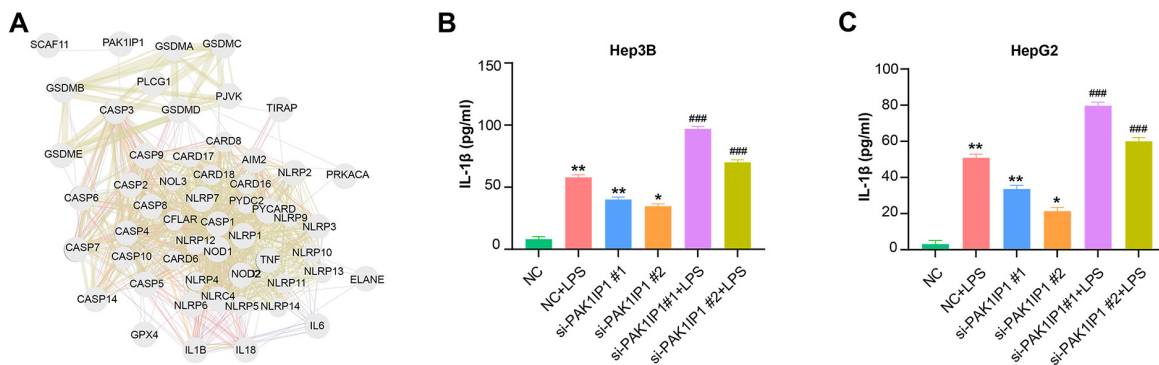 A
SCAF11
PAK1IP1
GSDMA
GSDMC
PLCG1
GSDMB
PJVK
CASP3
GSDMD
TIRAP
CARD8
GSDME
CASP9
CARD17
AIM2
NLRP2
CARD18
PRKACA
CASP2
NOL3
CARD16
CASP6
NLRP7
PYDC2
CASP8
PYCARD
CFLAR
CASP1
NLRP9
NLRP3
CASP4
NLRP12
NLRP1
CASP7
NOD1
NLRP10
CASP10
CARD6
TNF
NLRP13
NOD2
ELANE
CASP5
NLRP4
NLRP11
CASP14
NLRC4
NLRP6
NLRP5
NLRP14
GPX4
IL6
IL1B
IL18
B
Hep3B
IL-1β (pg/ml)
150
100
50
0
**
**
*
###
###
NC
NC+LPS
si-PAK1IP1 #1
si-PAK1IP1 #2
si-PAK1IP1#1+LPS
si-PAK1IP1 #2+LPS
C
HepG2
IL-1β (pg/ml)
100
80
60
40
20
0
**
**
*
###
###
NC
NC+LPS
si-PAK1IP1 #1
si-PAK1IP1 #2
si-PAK1IP1#1+LPS
si-PAK1IP1 #2+LPS